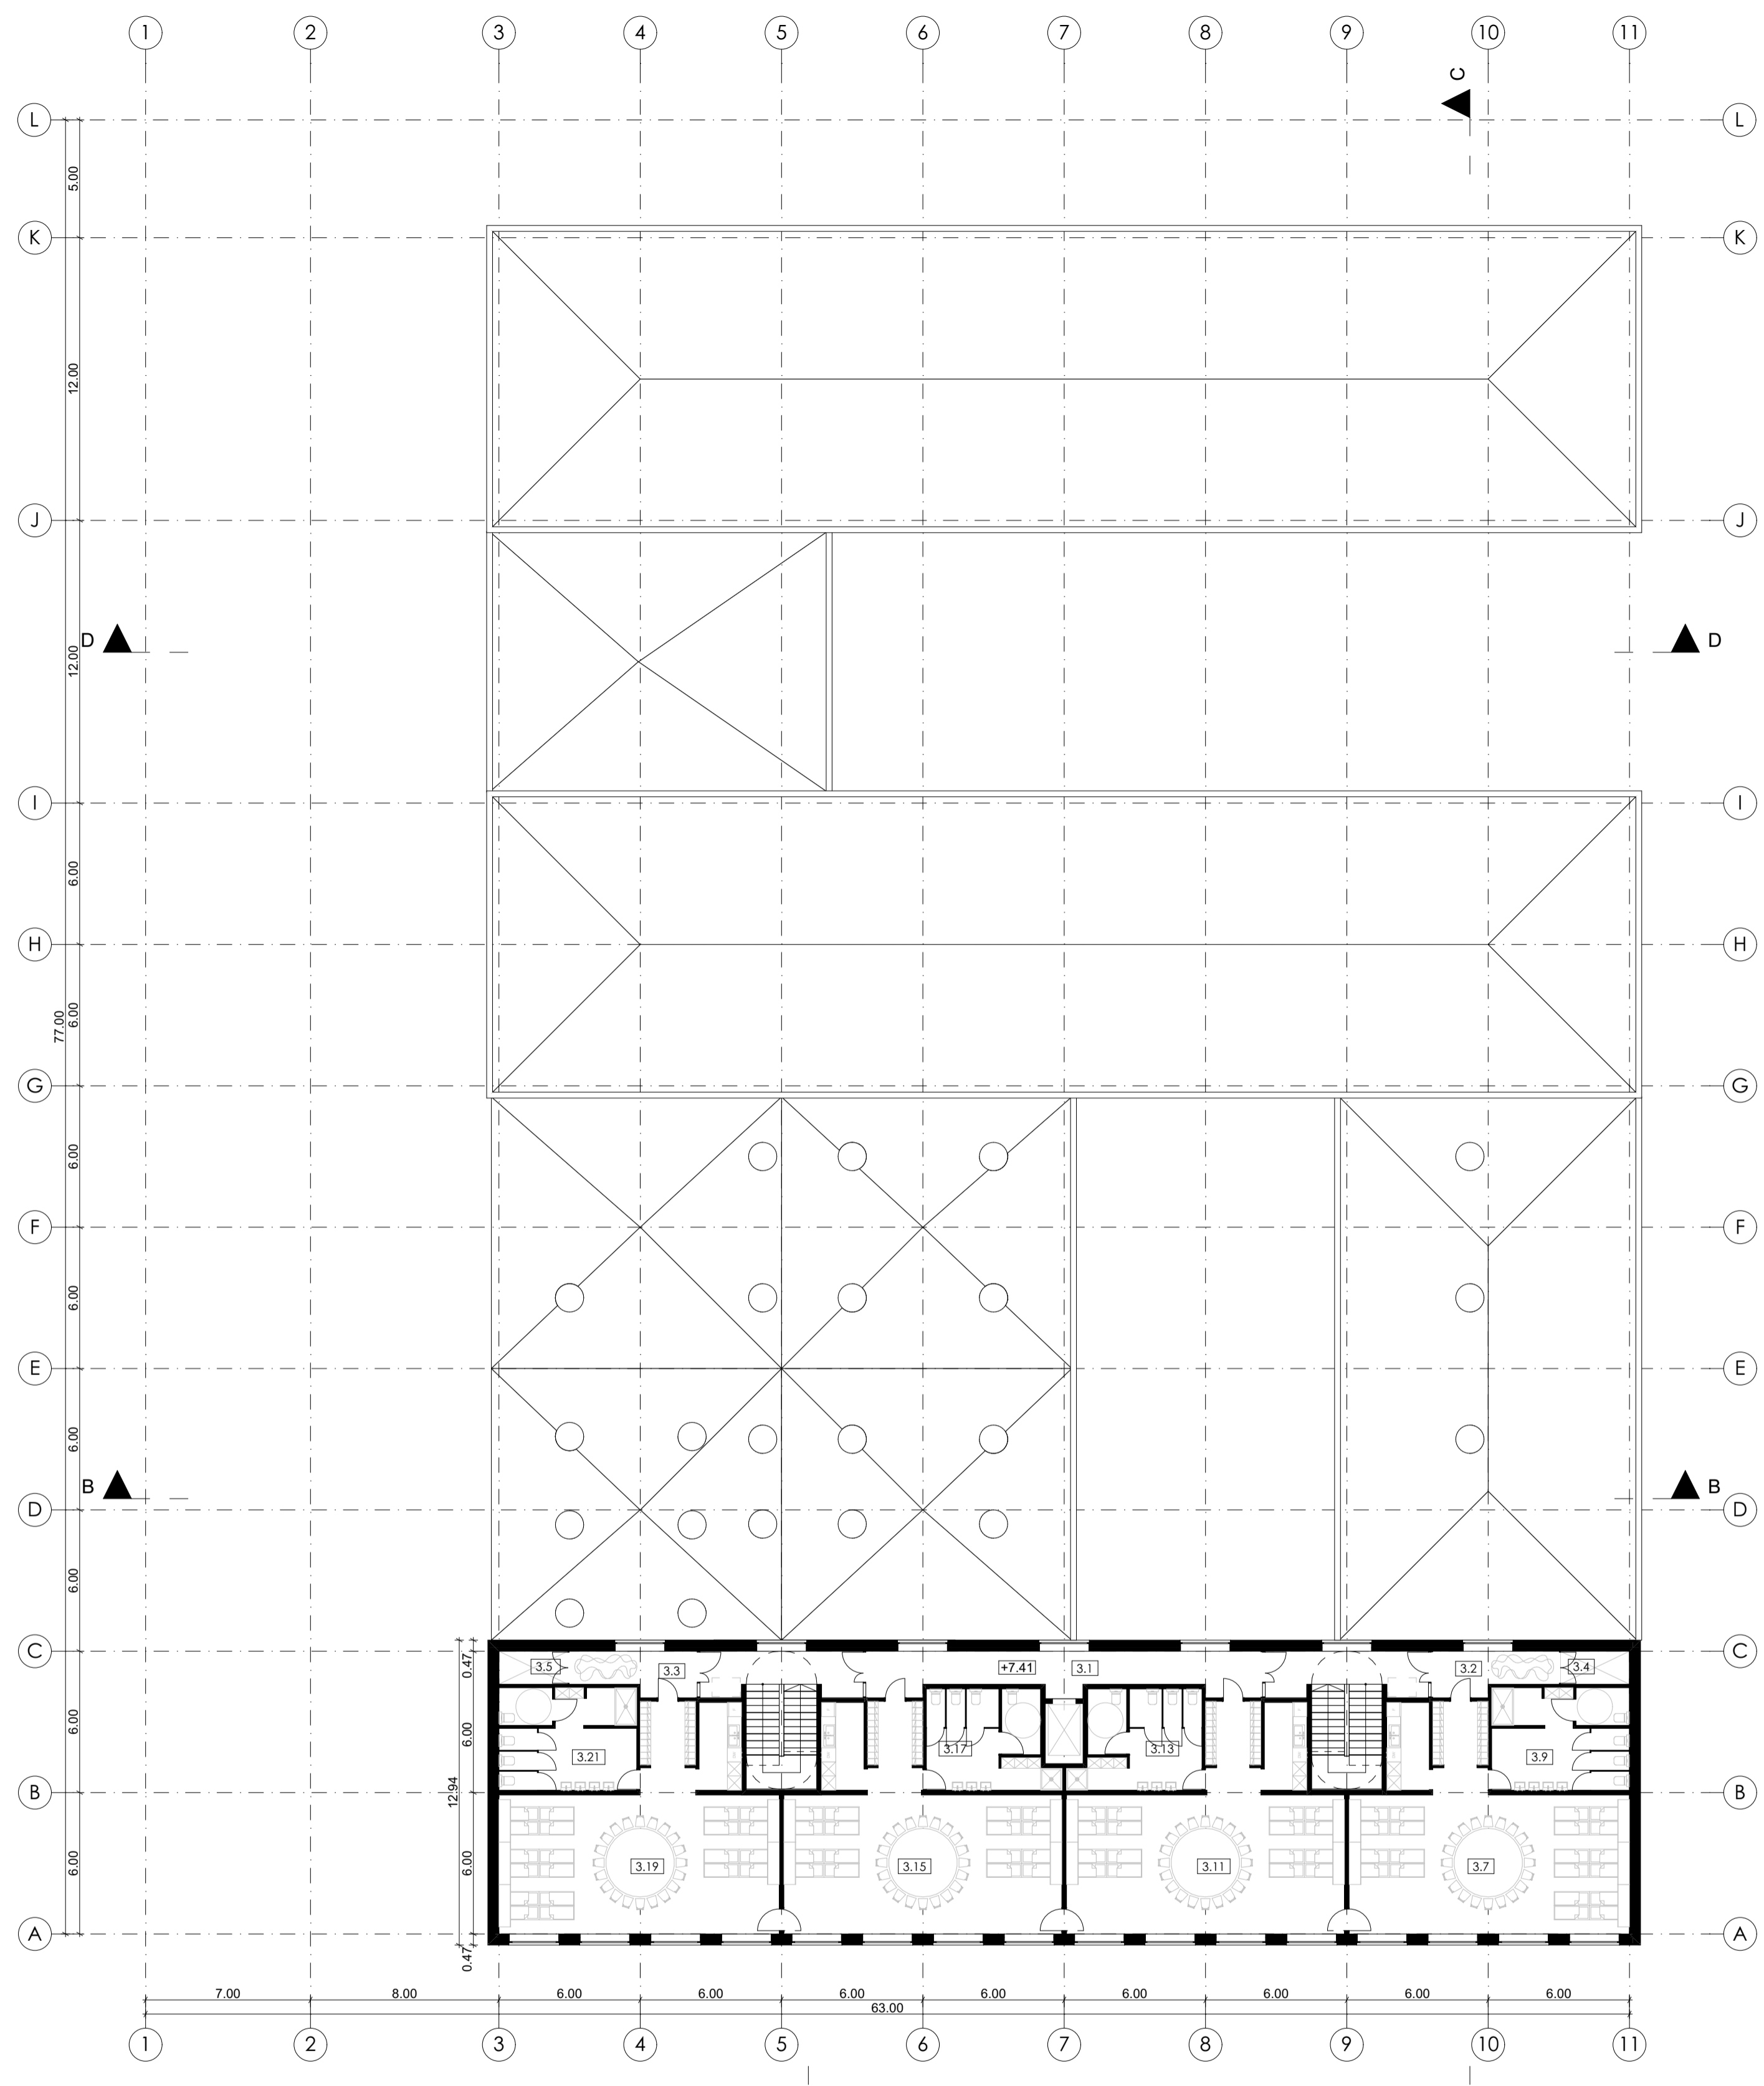 1 2 3 4 5 6 7 8 9 10 11
C
L L
5.00
K K
12.00
J J
D D
12.00
I I
6.00
H H
77.00
6.00
G G
6.00
F F
6.00
E E
6.00
B B
D D
6.00
C C
0.47
3.5 3.3 +7.41 3.1 3.2 3.4
6.00 6.00
3.21 3.17 3.13 3.9
12.94
B B
6.00 6.00
3.19 3.15 3.11 3.7
A A
0.47
7.00 8.00 6.00 6.00 6.00 6.00 6.00 6.00 6.00 6.00
63.00
1 2 3 4 5 6 7 8 9 10 11